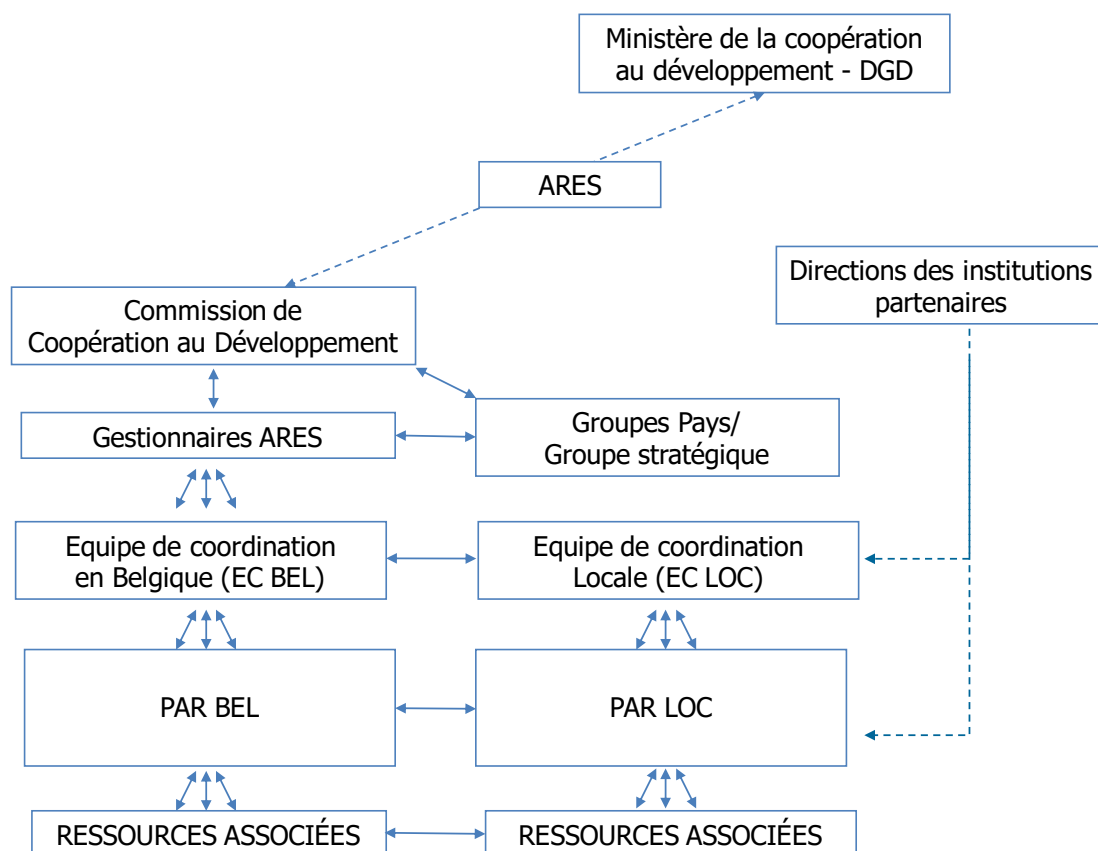 Ministère de la coopération
au développement - DGD
ARES
Directions des institutions
partenaires
Commission de
Coopération au Développement
Gestionnaires ARES
Groupes Pays/
Groupe stratégique
Equipe de coordination
en Belgique (EC BEL)
Equipe de coordination
Locale (EC LOC)
PAR BEL
PAR LOC
RESSOURCES ASSOCIÉES
RESSOURCES ASSOCIÉES